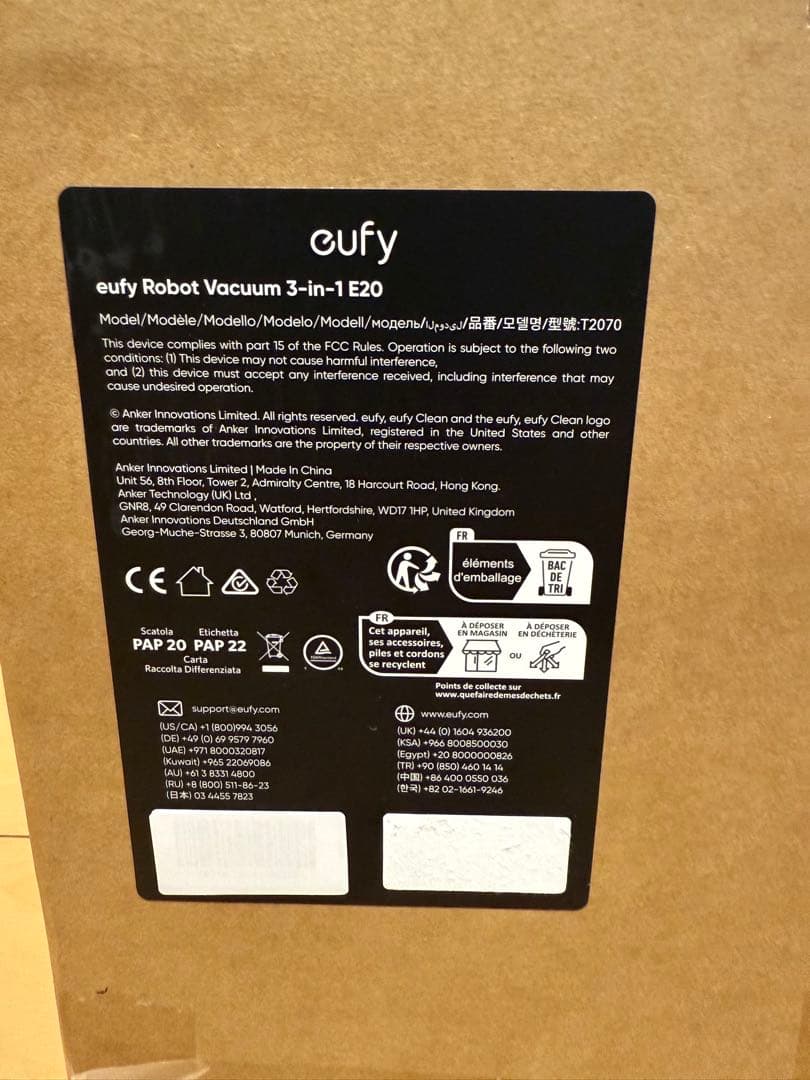 eufy
eufy Robot Vacuum 3-in-1 E20
Model/Modèle/Modello/Modelo/Modell/модель/الموديل/品番/모델명/型號:T2070
This device complies with part 15 of the FCC Rules. Operation is subject to the following two
conditions: (1) This device may not cause harmful interference,
and (2) this device must accept any interference received, including interference that may
cause undesired operation.
© Anker Innovations Limited. All rights reserved. eufy, eufy Clean and the eufy, eufy Clean logo
are trademarks of Anker Innovations Limited, registered in the United States and other
countries. All other trademarks are the property of their respective owners.
Anker Innovations Limited | Made In China
Unit 56, 8th Floor, Tower 2, Admiralty Centre, 18 Harcourt Road, Hong Kong.
Anker Technology (UK) Ltd ,
GNR8, 49 Clarendon Road, Watford, Hertfordshire, WD17 1HP, United Kingdom
Anker Innovations Deutschland GmbH
Georg-Muche-Strasse 3, 80807 Munich, Germany
CE
FR
éléments
d'emballage
BAC
DE
TRI
Scatola Etichetta
PAP 20 PAP 22
Carta
Raccolta Differenziata
FR
Cet appareil,
ses accessoires,
piles et cordons
se recyclent
À DÉPOSER
EN MAGASIN
OU
À DÉPOSER
EN DÉCHÈTERIE
Points de collecte sur
www.quefairedemesdechets.fr
support@eufy.com
(US/CA) +1 (800)994 3056
(DE) +49 (0) 69 9579 7960
(UAE) +971 8000320817
(Kuwait) +965 22069086
(AU) +61 3 8331 4800
(RU) +8 (800) 511-86-23
(日本) 03 4455 7823
www.eufy.com
(UK) +44 (0) 1604 936200
(KSA) +966 8008500030
(Egypt) +20 8000000826
(TR) +90 (850) 460 14 14
(中国) +86 400 0550 036
(한국) +82 02-1661-9246